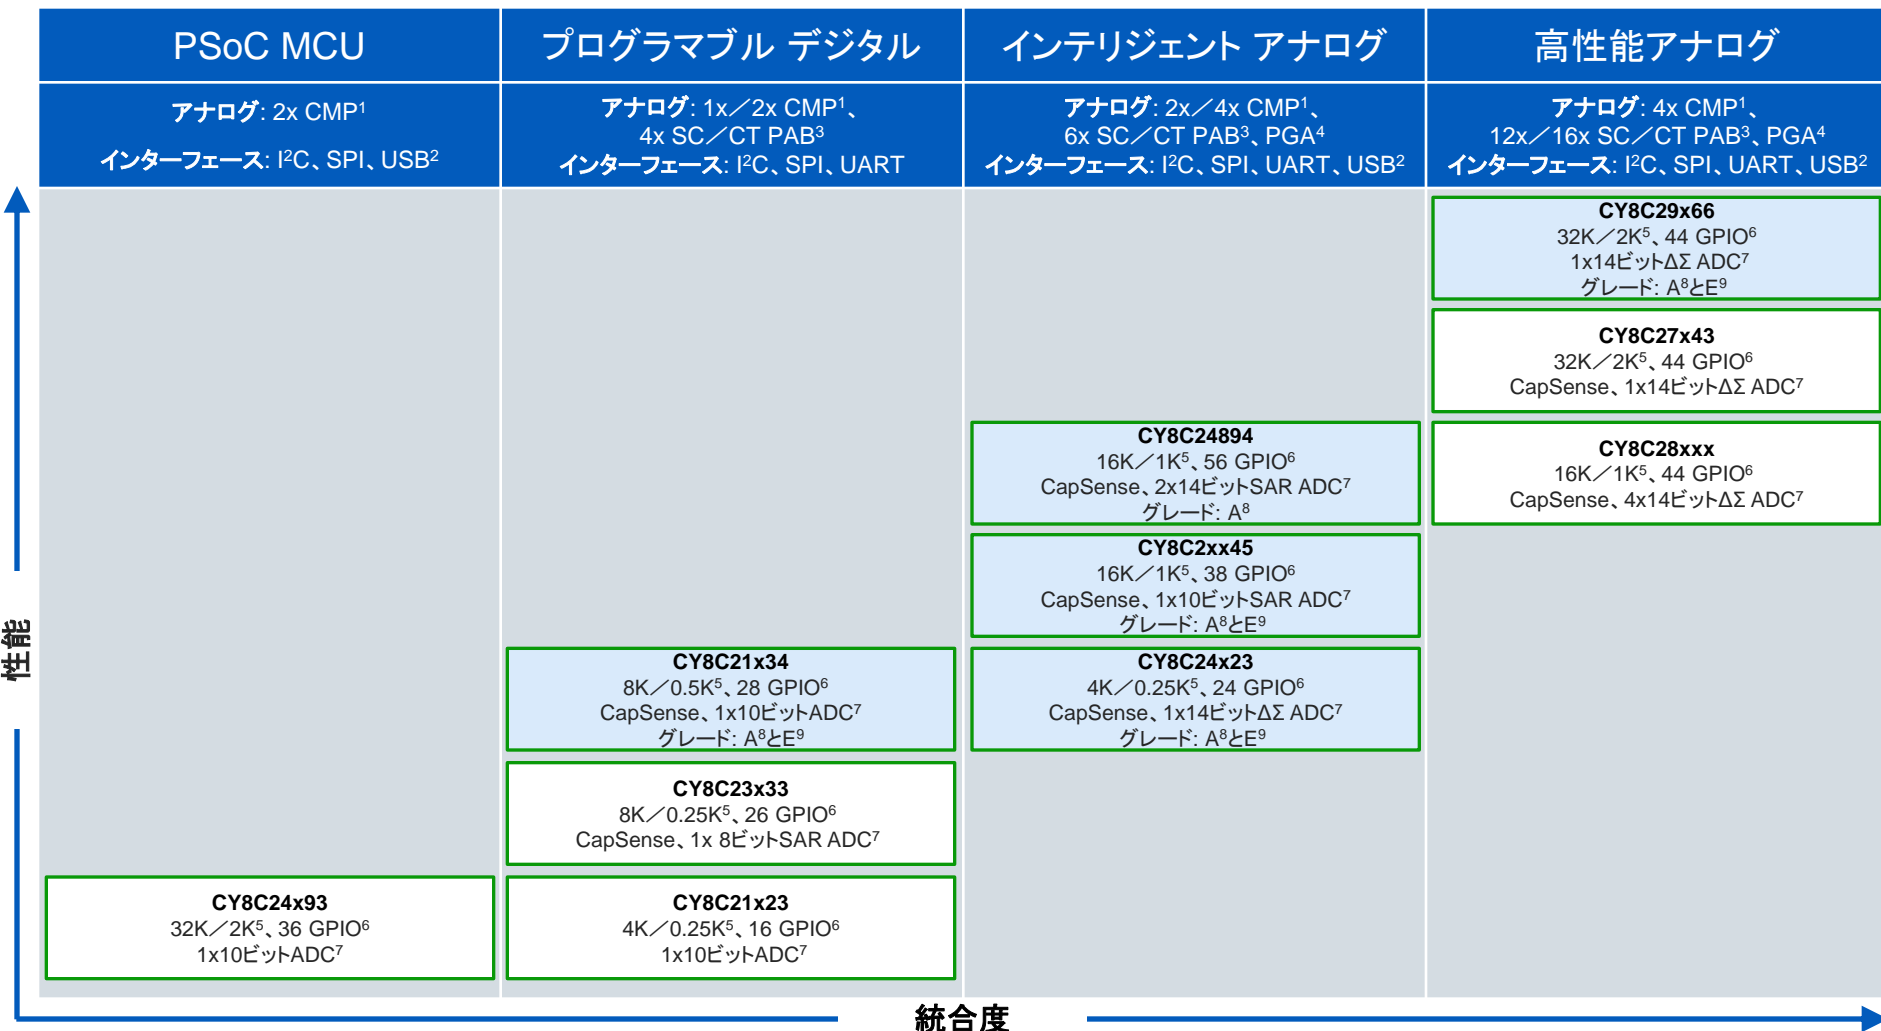 PSoC MCU
アナログ: 2x CMP¹
インターフェース: I²C、SPI、USB²
プログラマブル デジタル
アナログ: 1x／2x CMP¹、
4x SC／CT PAB³
インターフェース: I²C、SPI、UART
インテリジェント アナログ
アナログ: 2x／4x CMP¹、
6x SC／CT PAB³、PGA⁴
インターフェース: I²C、SPI、UART、USB²
高性能アナログ
アナログ: 4x CMP¹、
12x／16x SC／CT PAB³、PGA⁴
インターフェース: I²C、SPI、UART、USB²
CY8C29x66
32K／2K⁵、44 GPIO⁶
1x14ビットΔΣ ADC⁷
グレード: A⁸とE⁹
CY8C27x43
32K／2K⁵、44 GPIO⁶
CapSense、1x14ビットΔΣ ADC⁷
CY8C24894
16K／1K⁵、56 GPIO⁶
CapSense、2x14ビットSAR ADC⁷
グレード: A⁸
CY8C28xxx
16K／1K⁵、44 GPIO⁶
CapSense、4x14ビットΔΣ ADC⁷
CY8C2xx45
16K／1K⁵、38 GPIO⁶
CapSense、1x10ビットSAR ADC⁷
グレード: A⁸とE⁹
CY8C21x34
8K／0.5K⁵、28 GPIO⁶
CapSense、1x10ビットADC⁷
グレード: A⁸とE⁹
CY8C24x23
4K／0.25K⁵、24 GPIO⁶
CapSense、1x14ビットΔΣ ADC⁷
グレード: A⁸とE⁹
CY8C23x33
8K／0.25K⁵、26 GPIO⁶
CapSense、1x 8ビットSAR ADC⁷
CY8C24x93
32K／2K⁵、36 GPIO⁶
1x10ビットADC⁷
CY8C21x23
4K／0.25K⁵、16 GPIO⁶
1x10ビットADC⁷
性能
統合度